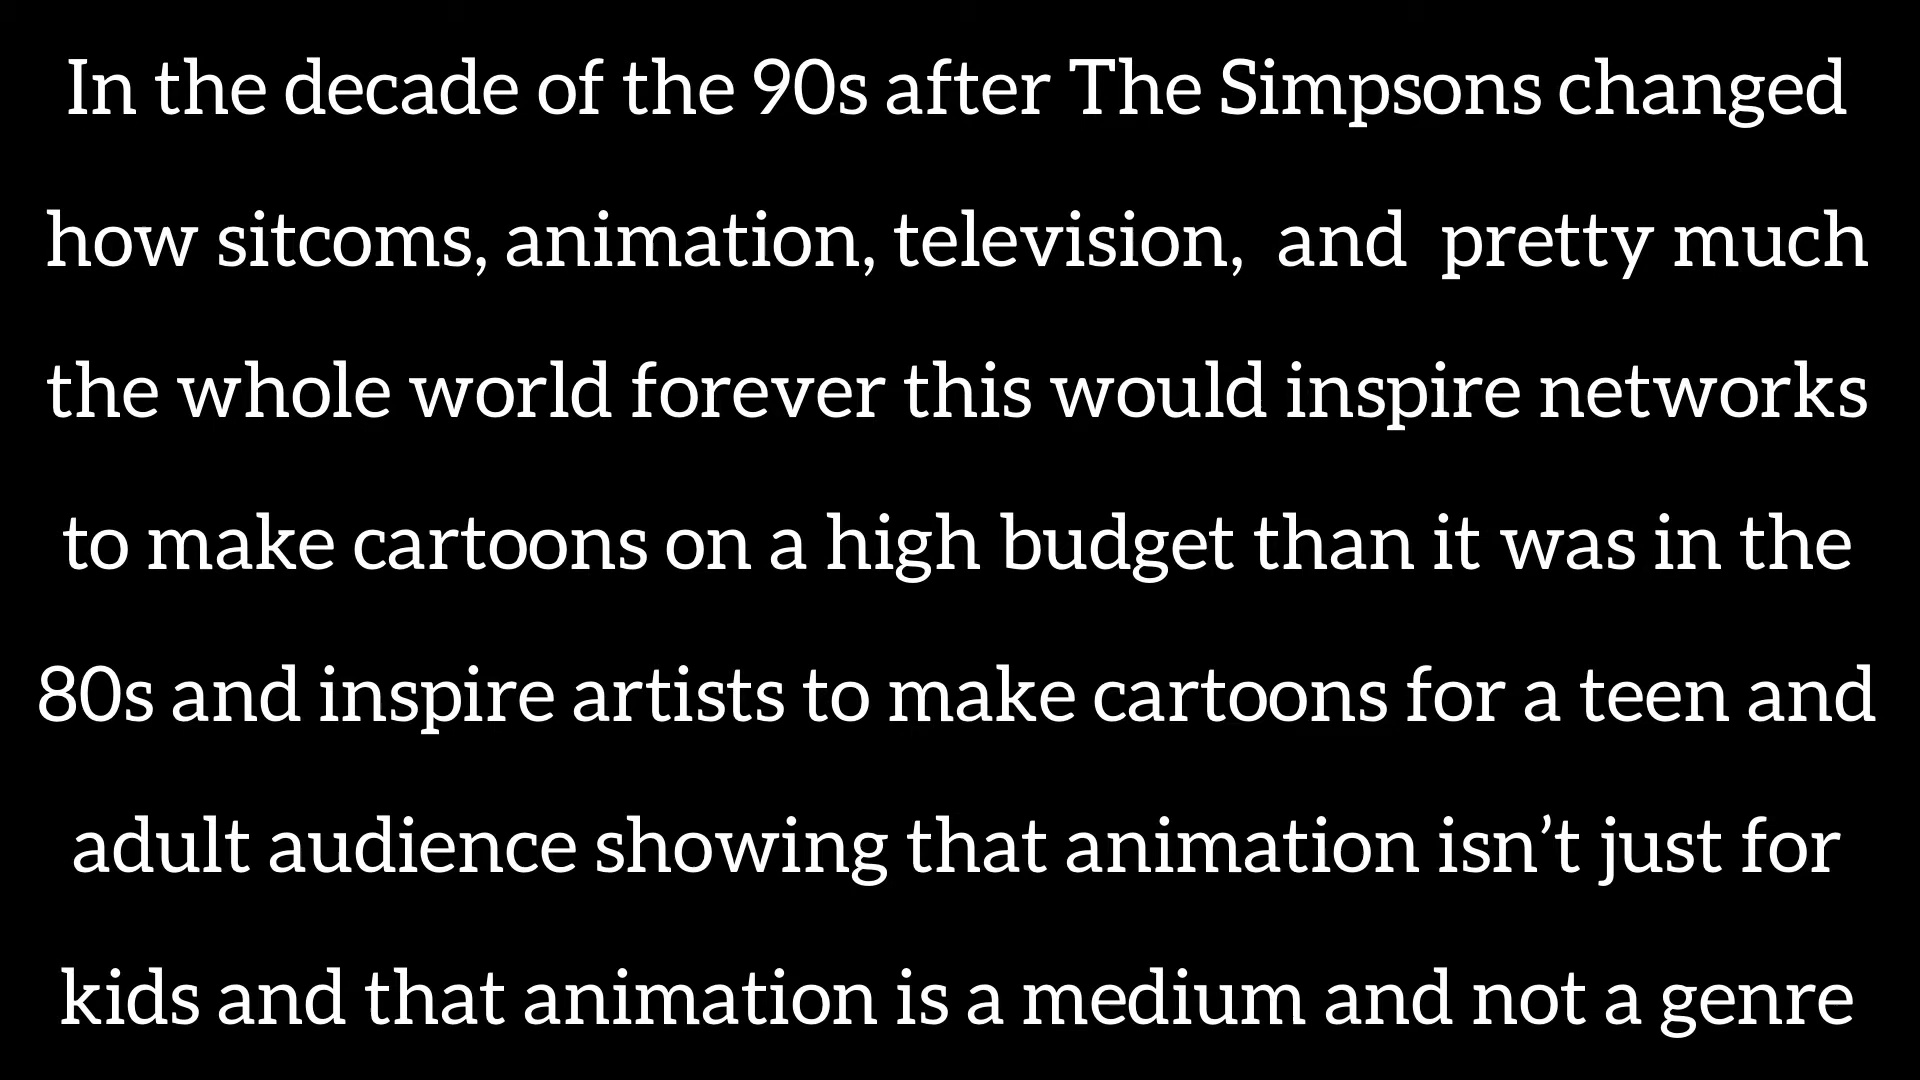 In the decade of the 90s after The Simpsons changed
how sitcoms, animation, television,  and  pretty much
the whole world forever this would inspire networks
to make cartoons on a high budget than it was in the
80s and inspire artists to make cartoons for a teen and
adult audience showing that animation isn’t just for
kids and that animation is a medium and not a genre